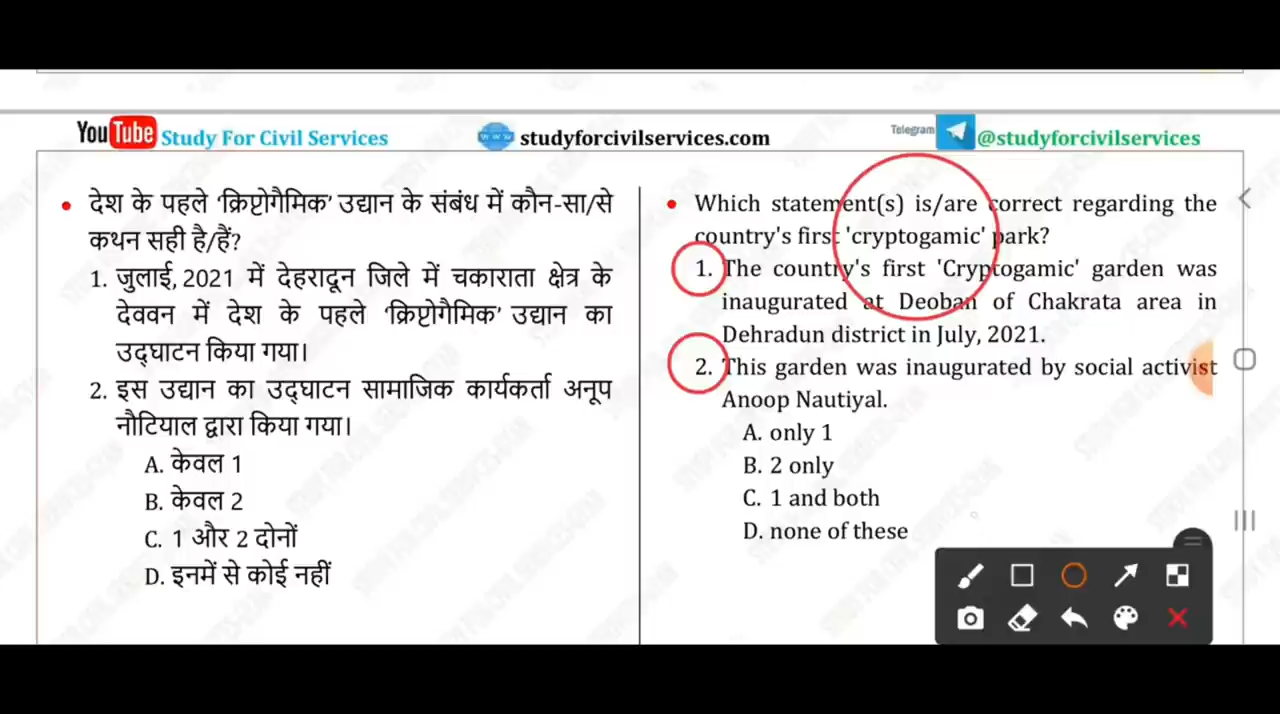 YouTube Study For Civil Services
www studyforcivilservices.com
Telegram @studyforcivilservices
• देश के पहले ‘क्रिप्टोगैमिक’ उद्यान के संबंध में कौन-सा/से
कथन सही है/हैं?
1. जुलाई, 2021 में देहरादून जिले में चकाराता क्षेत्र के
देववन में देश के पहले ‘क्रिप्टोगैमिक’ उद्यान का
उद्घाटन किया गया।
2. इस उद्यान का उद्घाटन सामाजिक कार्यकर्ता अनूप
नौटियाल द्वारा किया गया।
A. केवल 1
B. केवल 2
C. 1 और 2 दोनों
D. इनमें से कोई नहीं
• Which statement(s) is/are correct regarding the
country's first 'cryptogamic' park?
1. The country's first 'Cryptogamic' garden was
inaugurated at Deoban of Chakrata area in
Dehradun district in July, 2021.
2. This garden was inaugurated by social activist
Anoop Nautiyal.
A. only 1
B. 2 only
C. 1 and both
D. none of these